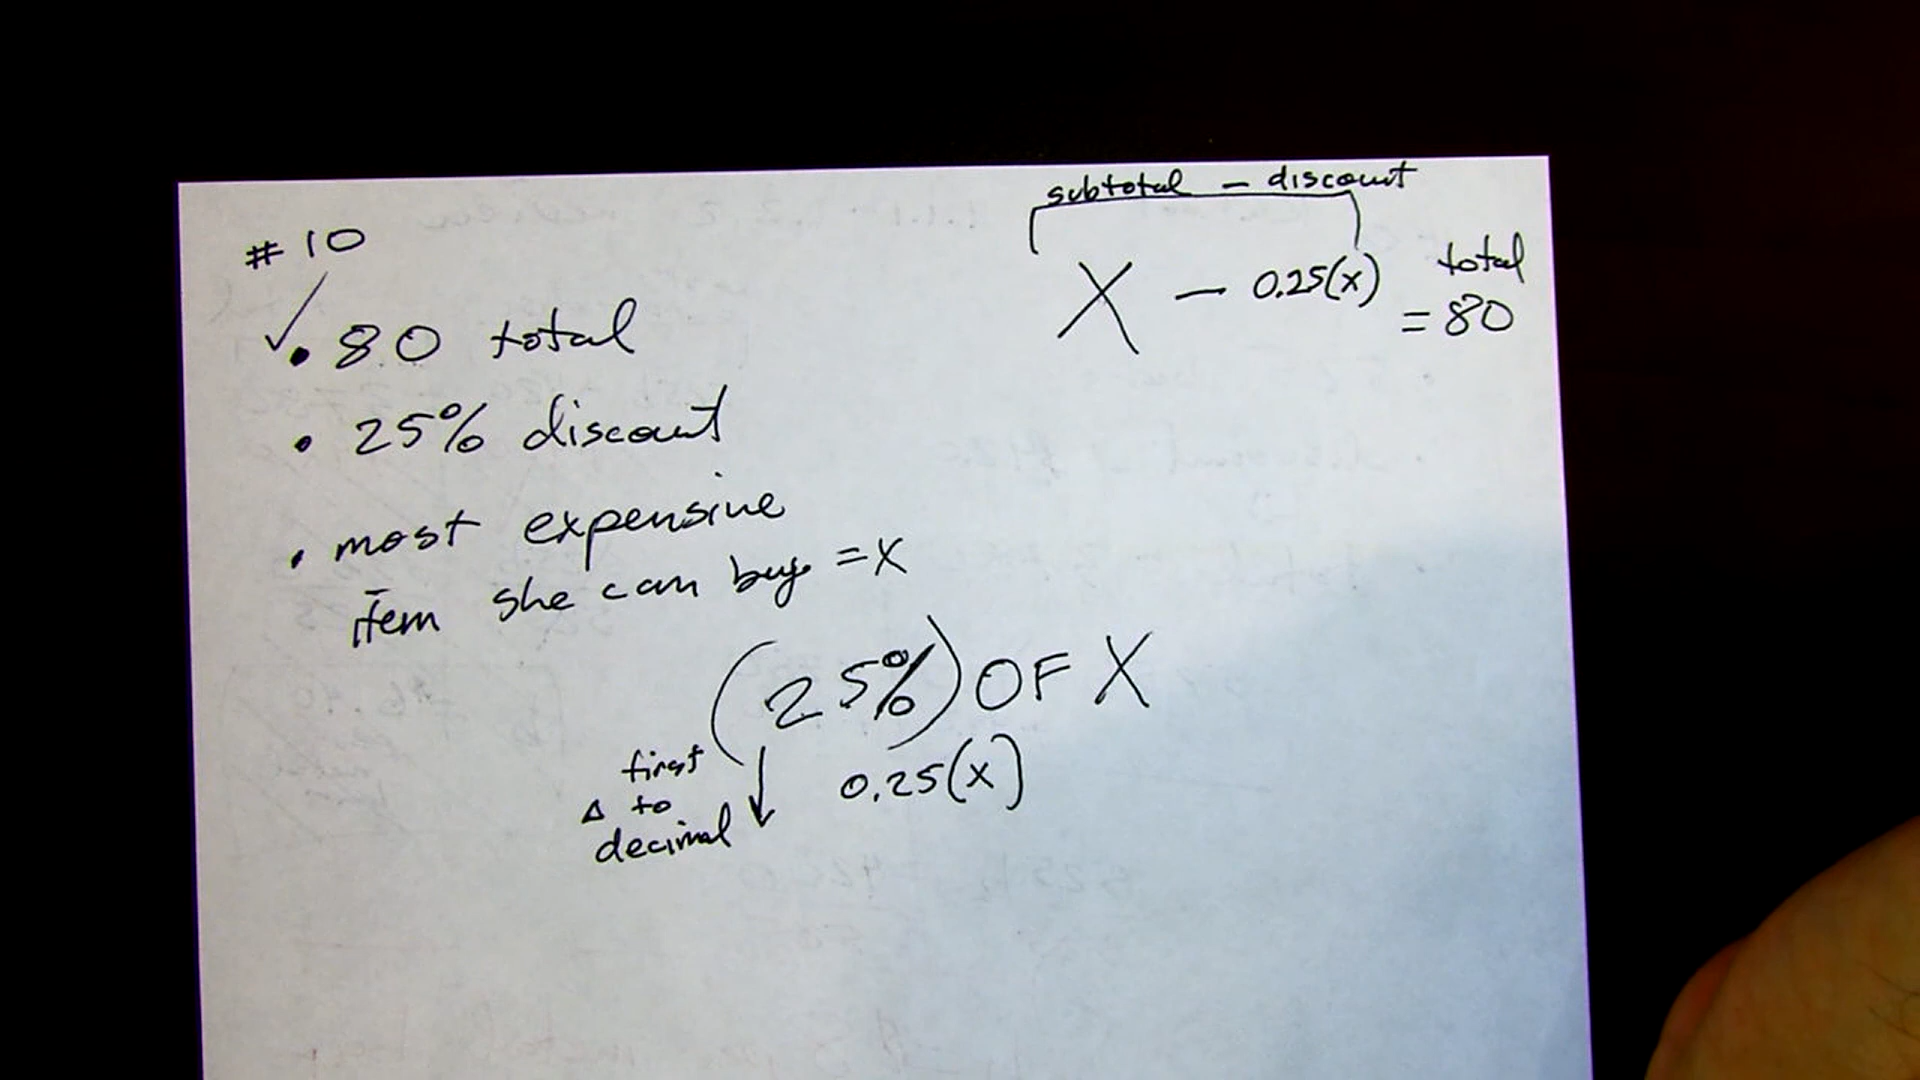 # 10
✓ • 80 total
• 25% discount
• most expensive
item she can buy = X
(25%) OF X
first
Δ to
decimal
0.25(x)
subtotal - discount
X - 0.25(x) = 80
total